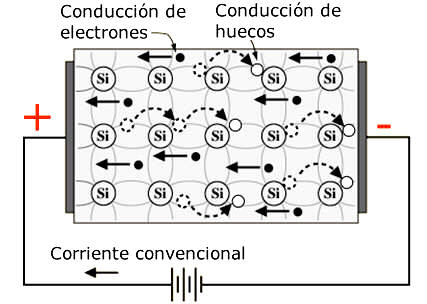 Conducción de
electrones
Conducción de
huecos
+
-
Si Si Si Si Si
Si Si Si Si Si
Si Si Si Si Si
Corriente convencional